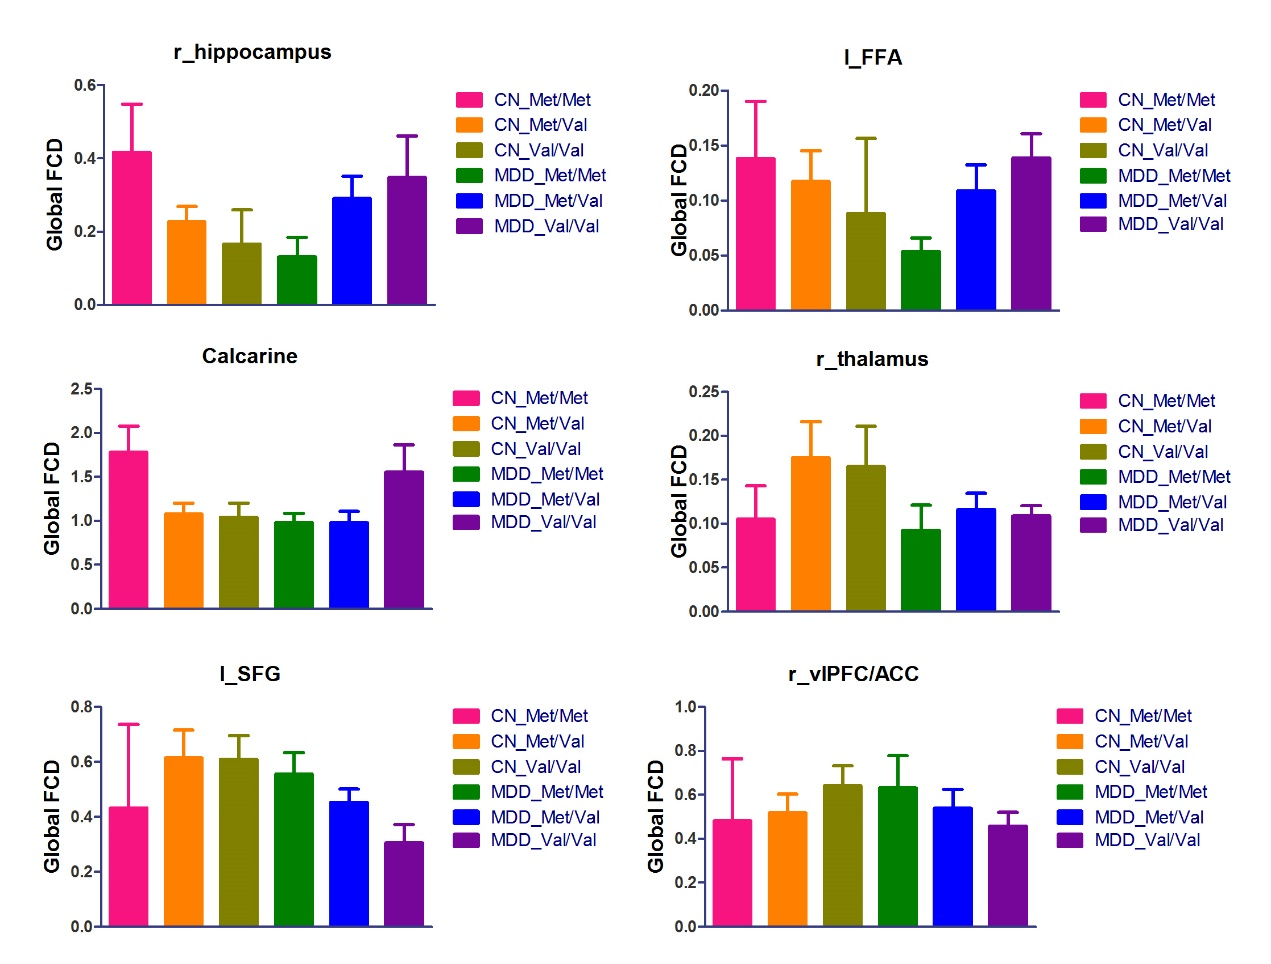 r_hippocampus
Global FCD
0.6
0.4
0.2
0.0
CN_Met/Met
CN_Met/Val
CN_Val/Val
MDD_Met/Met
MDD_Met/Val
MDD_Val/Val
l_FFA
Global FCD
0.20
0.15
0.10
0.05
0.00
CN_Met/Met
CN_Met/Val
CN_Val/Val
MDD_Met/Met
MDD_Met/Val
MDD_Val/Val
Calcarine
Global FCD
2.5
2.0
1.5
1.0
0.5
0.0
CN_Met/Met
CN_Met/Val
CN_Val/Val
MDD_Met/Met
MDD_Met/Val
MDD_Val/Val
r_thalamus
Global FCD
0.25
0.20
0.15
0.10
0.05
0.00
CN_Met/Met
CN_Met/Val
CN_Val/Val
MDD_Met/Met
MDD_Met/Val
MDD_Val/Val
l_SFG
Global FCD
0.8
0.6
0.4
0.2
0.0
CN_Met/Met
CN_Met/Val
CN_Val/Val
MDD_Met/Met
MDD_Met/Val
MDD_Val/Val
r_vlPFC/ACC
Global FCD
1.0
0.8
0.6
0.4
0.2
0.0
CN_Met/Met
CN_Met/Val
CN_Val/Val
MDD_Met/Met
MDD_Met/Val
MDD_Val/Val